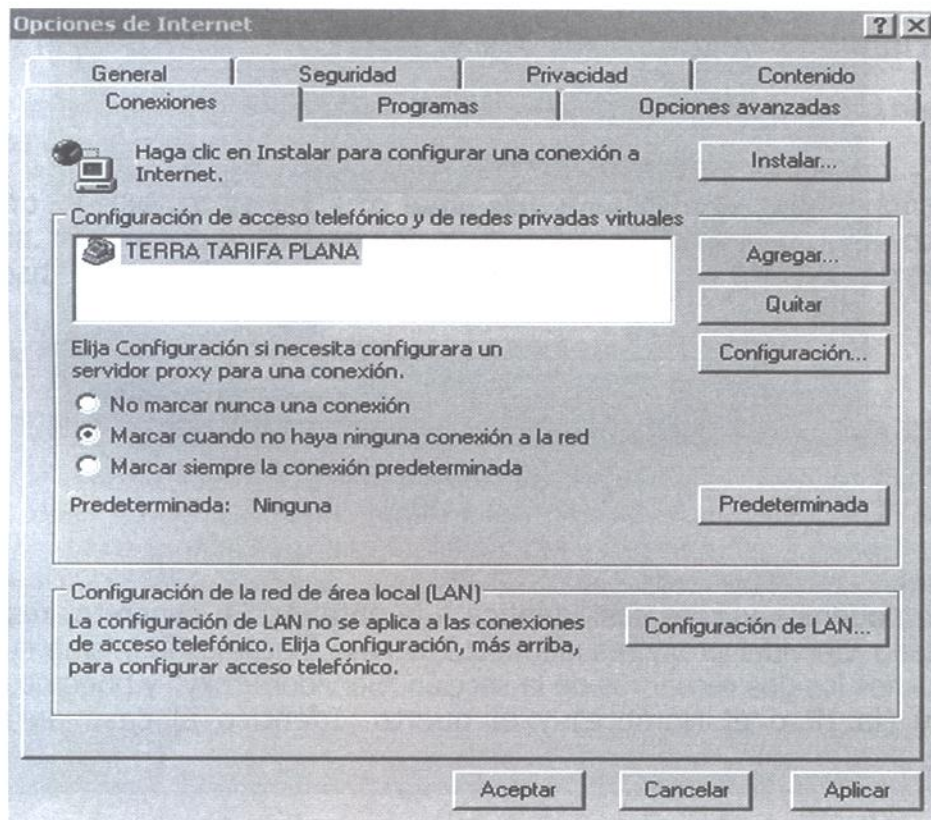 Opciones de Internet
General Seguridad Privacidad Contenido
Conexiones Programas Opciones avanzadas
Haga clic en Instalar para configurar una conexión a
Internet.
Instalar...
Configuración de acceso telefónico y de redes privadas virtuales
TERRA TARIFA PLANA
Agregar...
Quitar
Elija Configuración si necesita configurara un
servidor proxy para una conexión.
Configuración...
No marcar nunca una conexión
Marcar cuando no haya ninguna conexión a la red
Marcar siempre la conexión predeterminada
Predeterminada: Ninguna
Predeterminada
Configuración de la red de área local (LAN)
La configuración de LAN no se aplica a las conexiones
de acceso telefónico. Elija Configuración, más arriba,
para configurar acceso telefónico.
Configuración de LAN...
Aceptar Cancelar Aplicar